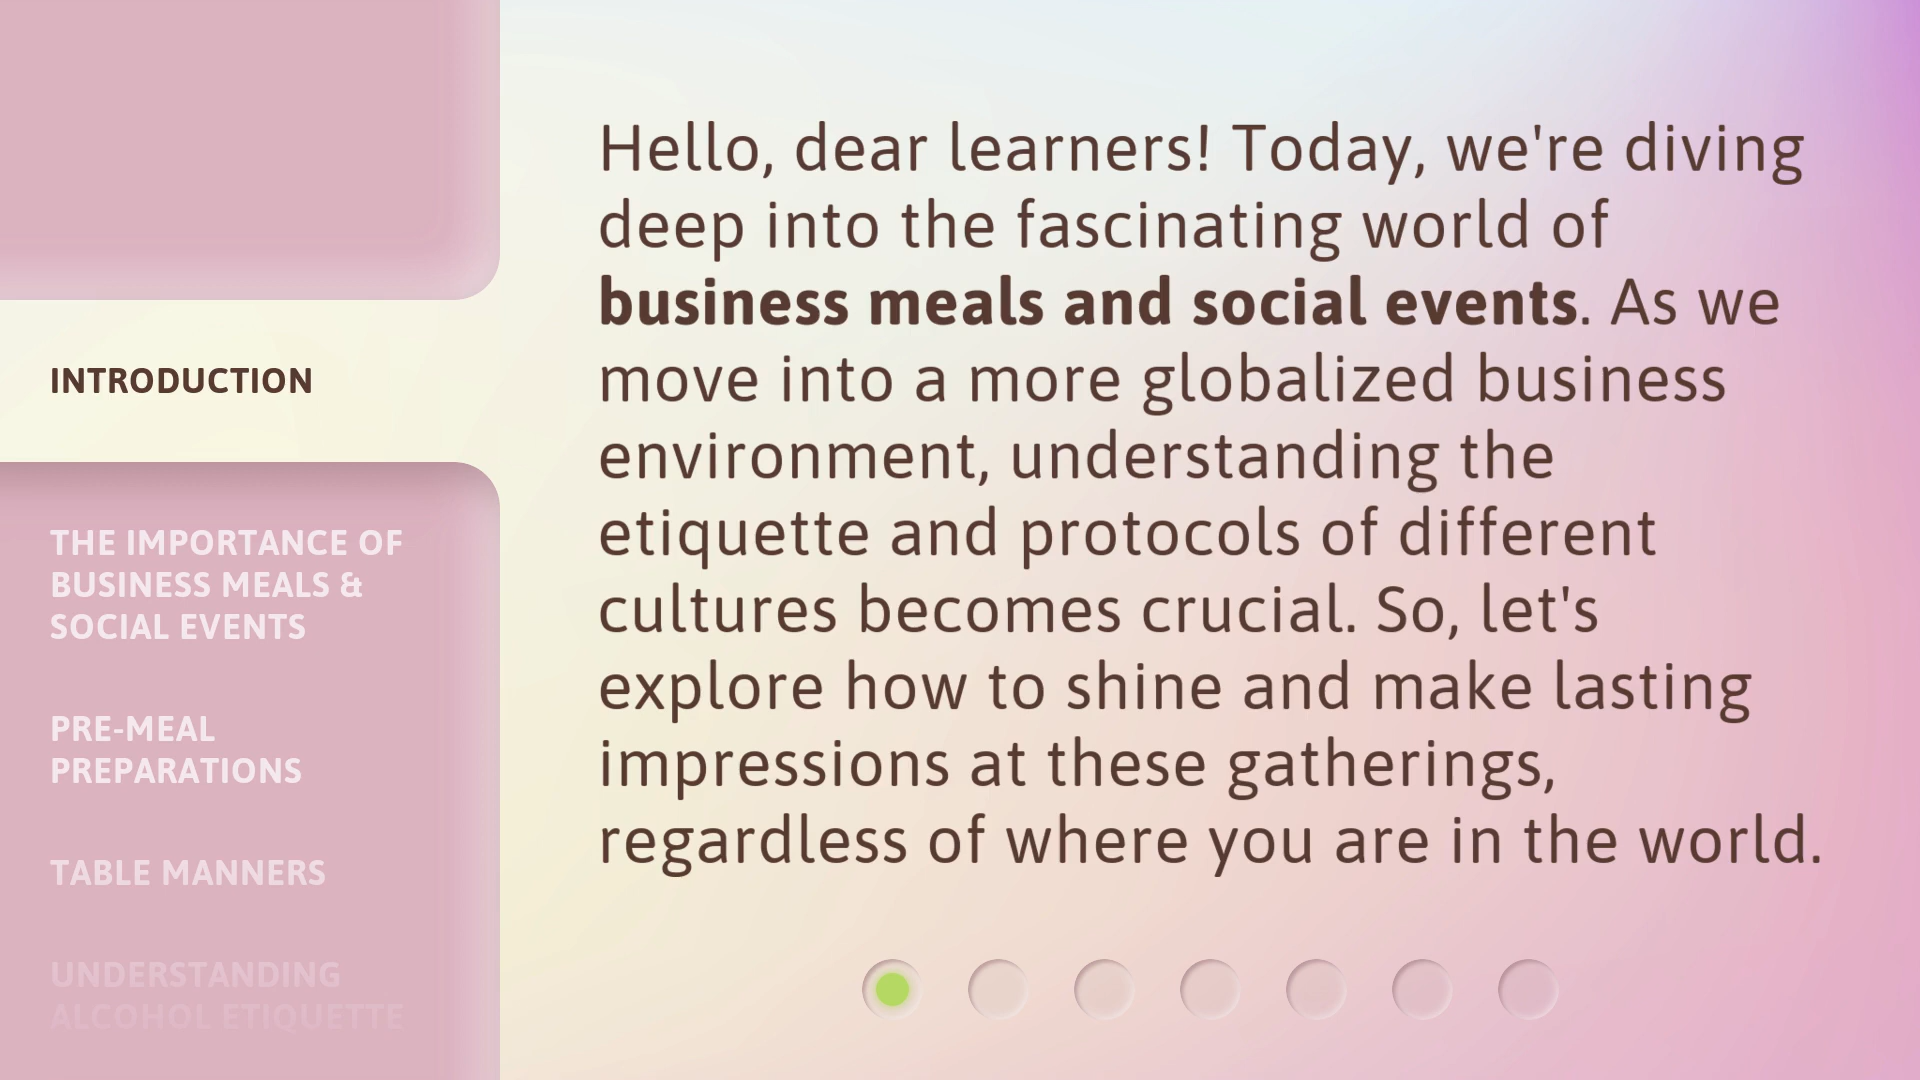 INTRODUCTION
THE IMPORTANCE OF
BUSINESS MEALS &
SOCIAL EVENTS
PRE-MEAL
PREPARATIONS
TABLE MANNERS
UNDERSTANDING
ALCOHOL ETIQUETTE
Hello, dear learners! Today, we're diving
deep into the fascinating world of
business meals and social events. As we
move into a more globalized business
environment, understanding the
etiquette and protocols of different
cultures becomes crucial. So, let's
explore how to shine and make lasting
impressions at these gatherings,
regardless of where you are in the world.